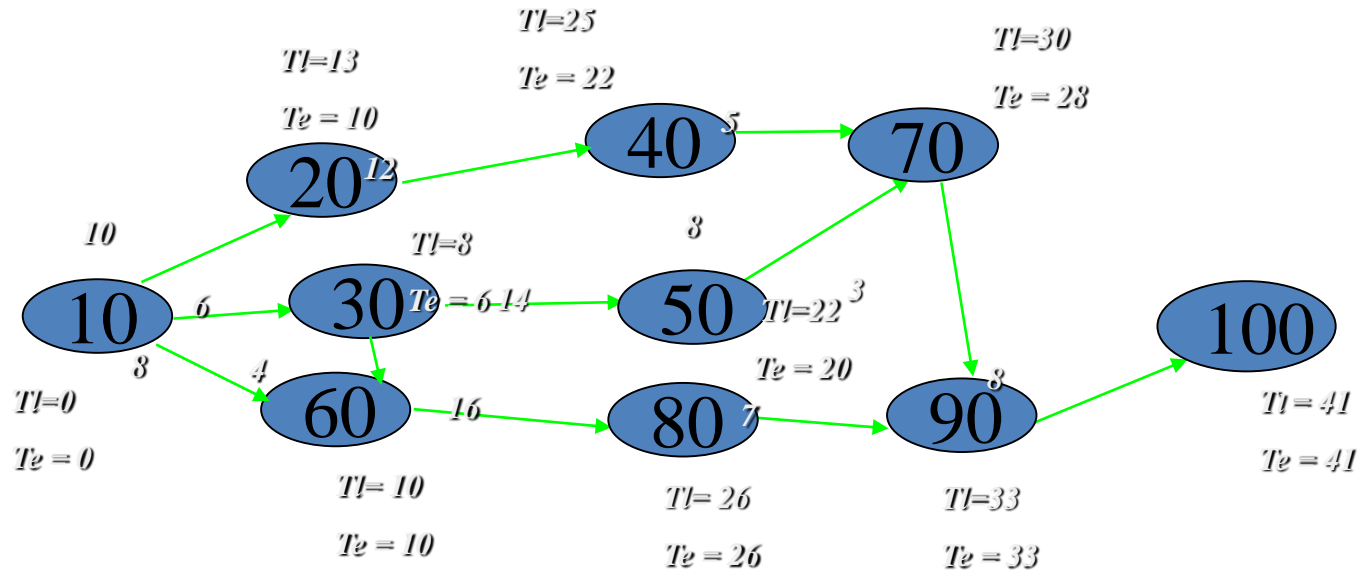 Tl=25
Tl=30
Tl=13
Te = 22
Te = 28
Te = 10
5
40
70
12
20
10
8
Tl=8
3
6
30
Te = 6 14
50
Tl=22
10
100
8
4
Te = 20
8
Tl=0
60
16
80
7
90
Tl = 41
Te = 0
Te = 41
Tl= 10
Tl= 26
Tl=33
Te = 10
Te = 26
Te = 33